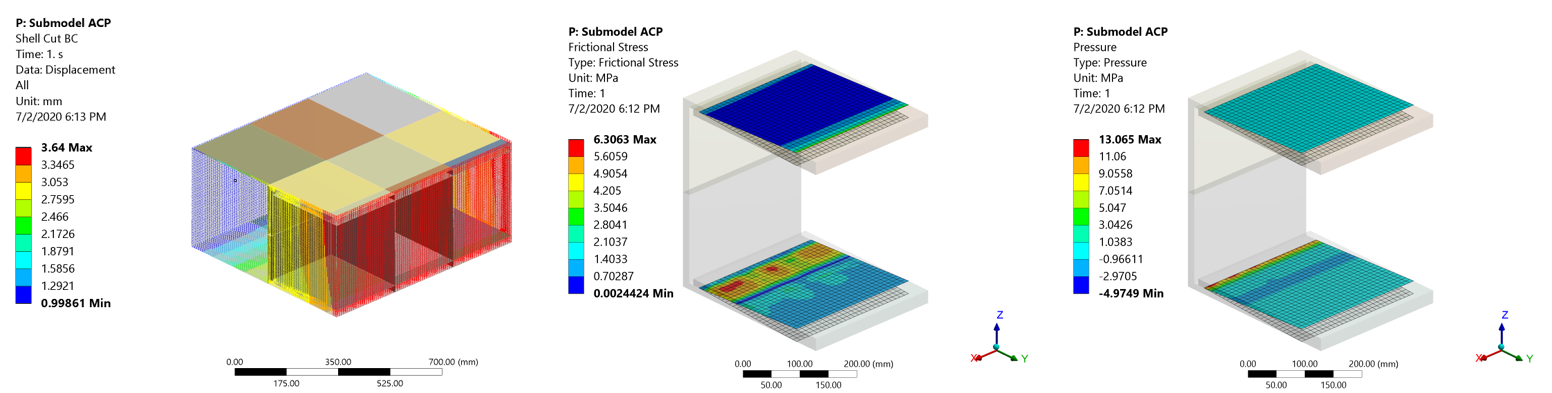 P: Submodel ACP
Shell Cut BC
Time: 1. s
Data: Displacement
All
Unit: mm
7/2/2020 6:13 PM
3.64 Max
3.3465
3.053
2.7595
2.466
2.1726
1.8791
1.5856
1.2921
0.99861 Min
0.00
350.00
700.00 (mm)
175.00
525.00
P: Submodel ACP
Frictional Stress
Type: Frictional Stress
Unit: MPa
Time: 1
7/2/2020 6:12 PM
6.3063 Max
5.6059
4.9054
4.205
3.5046
2.8041
2.1037
1.4033
0.70287
0.0024424 Min
0.00
100.00
200.00 (mm)
50.00
150.00
Z
X
Y
P: Submodel ACP
Pressure
Type: Pressure
Unit: MPa
Time: 1
7/2/2020 6:12 PM
13.065 Max
11.06
9.0558
7.0514
5.047
3.0426
1.0383
-0.96611
-2.9705
-4.9749 Min
0.00
100.00
200.00 (mm)
50.00
150.00
Z
X
Y